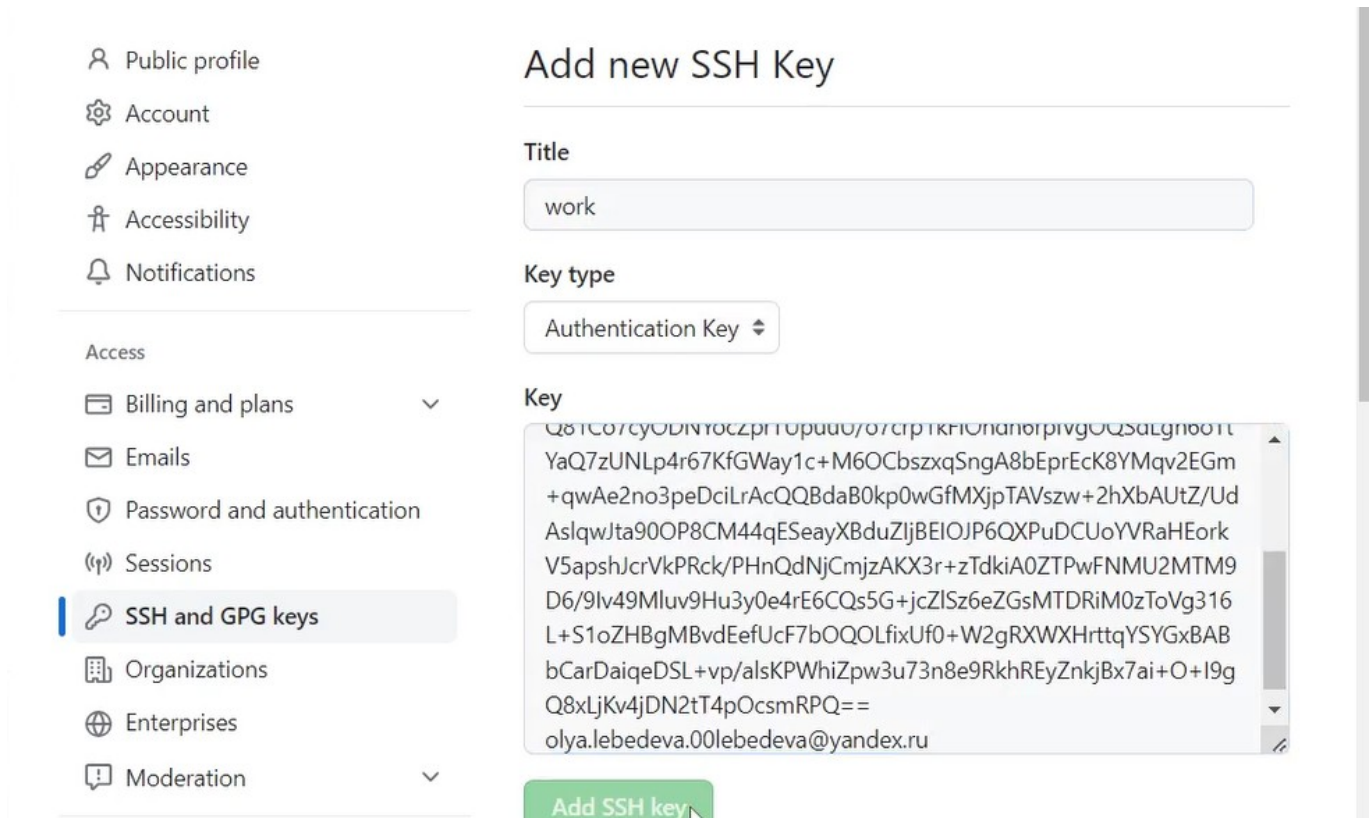 Public profile
Account
Appearance
Accessibility
Notifications
Access
Billing and plans
Emails
Password and authentication
Sessions
SSH and GPG keys
Organizations
Enterprises
Moderation
Add new SSH Key
Title
work
Key type
Authentication Key
Key
YaQ7zUNLp4r67KfGWay1c+M6OCbszxqSngA8bEprEcK8YMqv2EGm
+qwAe2no3peDciLrAcQQBdaB0kp0wGfMXjpTAVszw+2hXbAUtZ/Ud
AslqwJta90OP8CM44qESeayXBduZIjBEIOJP6QXPuDCUoYVRaHEork
V5apshJcrVkPRck/PHnQdNjCmjzAKX3r+zTdkiA0ZTPwFNMU2MTM9
D6/9Iv49Mluv9Hu3y0e4rE6CQs5G+jcZlSz6eZGsMTDRiM0zToVg316
L+S1oZHBgMBvdEefUcF7bOQOLfixUf0+W2gRXWXHrttqYSYGxBAB
bCarDaiqeDSL+vp/alsKPWhiZpw3u73n8e9RkhREyZnkjBx7ai+O+I9g
Q8xLjKv4jDN2tT4pOcsmRPQ==
olya.lebedeva.00lebedeva@yandex.ru
Add SSH key